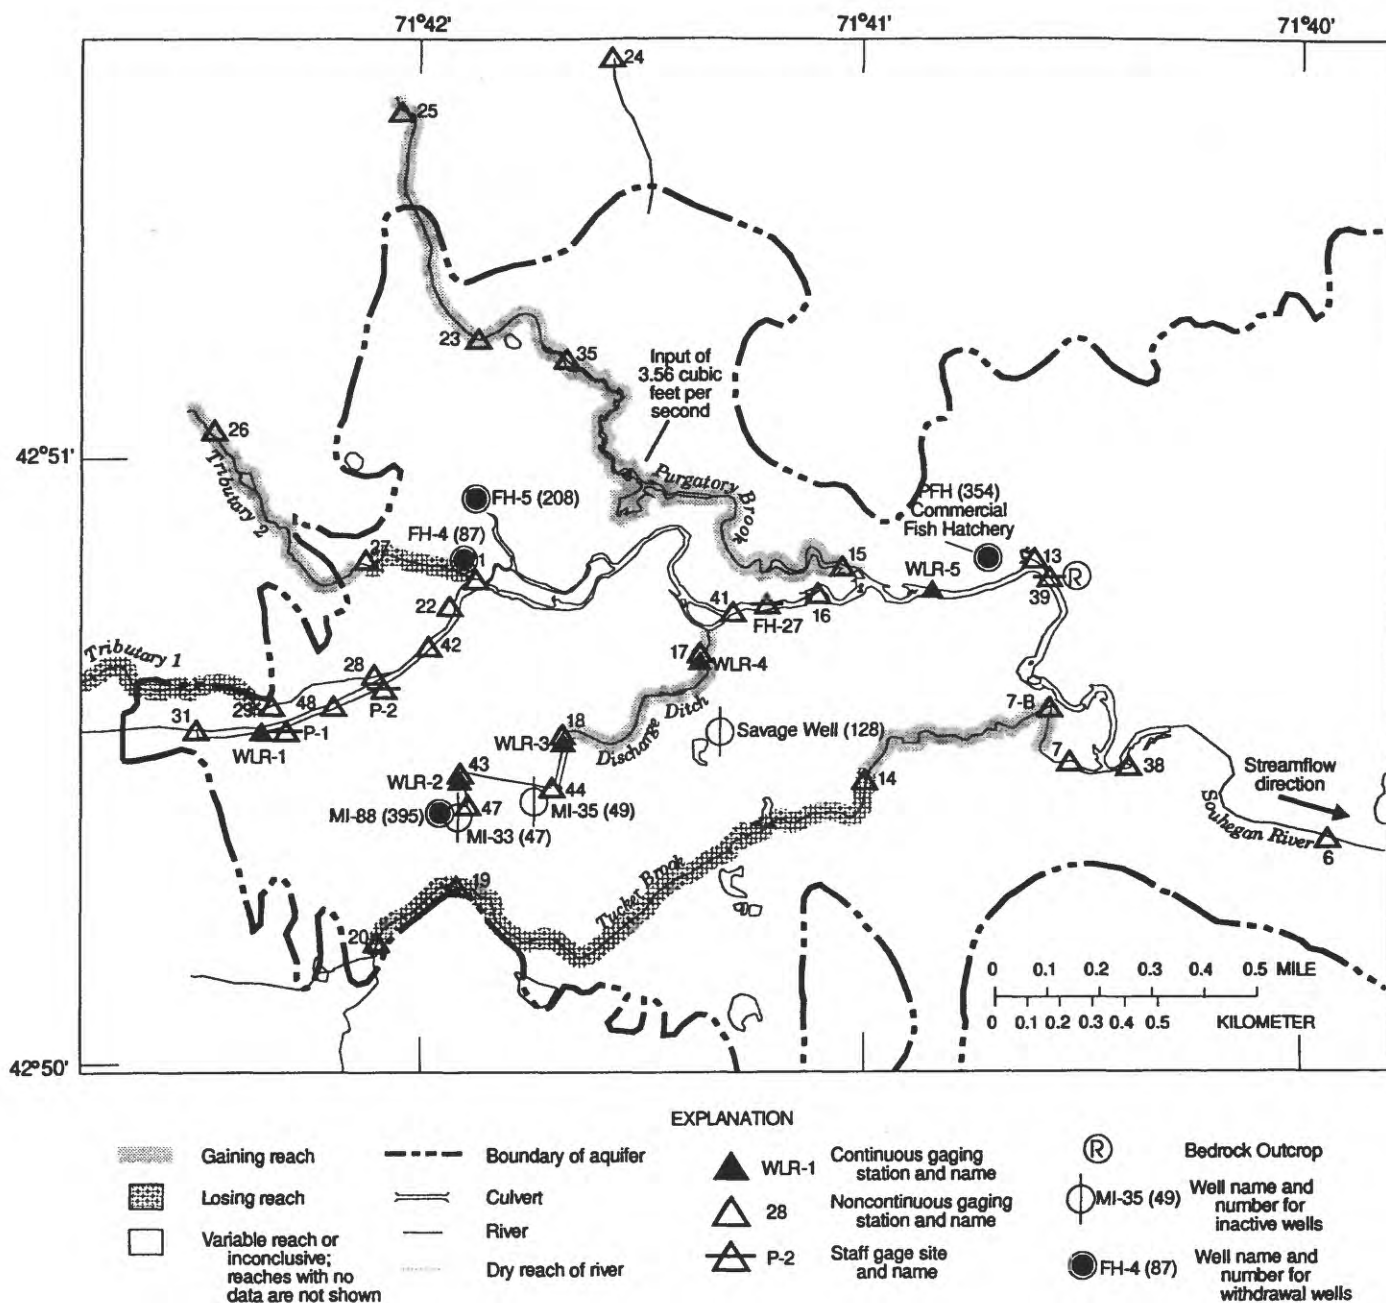 71°42'
71°41'
71°40'
24
25
23
35
Input of
3.56 cubic
feet per
second
26
42°51'
Tributary 2
Purgatory Brook
FH-5 (208)
PFH (354)
Commercial
Fish Hatchery
FH-4 (87)
27
1
15
WLR-5
13
R
39
22
41
FH-27
16
42
Tributary 1
17
WLR-4
28
P-2
29
48
31
P-1
WLR-1
18
WLR-3
Discharge Ditch
Savage Well (128)
7-B
7
38
Streamflow
direction
43
WLR-2
44
14
47
MI-88 (395)
MI-35 (49)
MI-33 (47)
Souhegan River
6
19
Tucker Brook
20
0 0.1 0.2 0.3 0.4 0.5 MILE
0 0.1 0.2 0.3 0.4 0.5 KILOMETER
42°50'
EXPLANATION
Gaining reach
Losing reach
Variable reach or
inconclusive;
reaches with no
data are not shown
Boundary of aquifer
Culvert
River
Dry reach of river
WLR-1
Continuous gaging
station and name
28
Noncontinuous gaging
station and name
P-2
Staff gage site
and name
R
Bedrock Outcrop
MI-35 (49)
Well name and
number for
inactive wells
FH-4 (87)
Well name and
number for
withdrawal wells